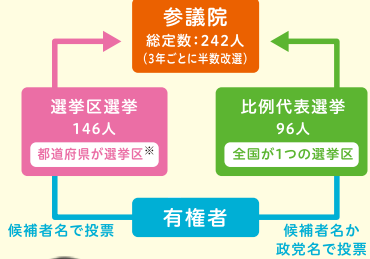 参議院
総定数:242人
(3年ごとに半数改選)
選挙区選挙
146人
都道府県が選挙区※
比例代表選挙
96人
全国が1つの選挙区
有権者
候補者名で投票
候補者名か
政党名で投票